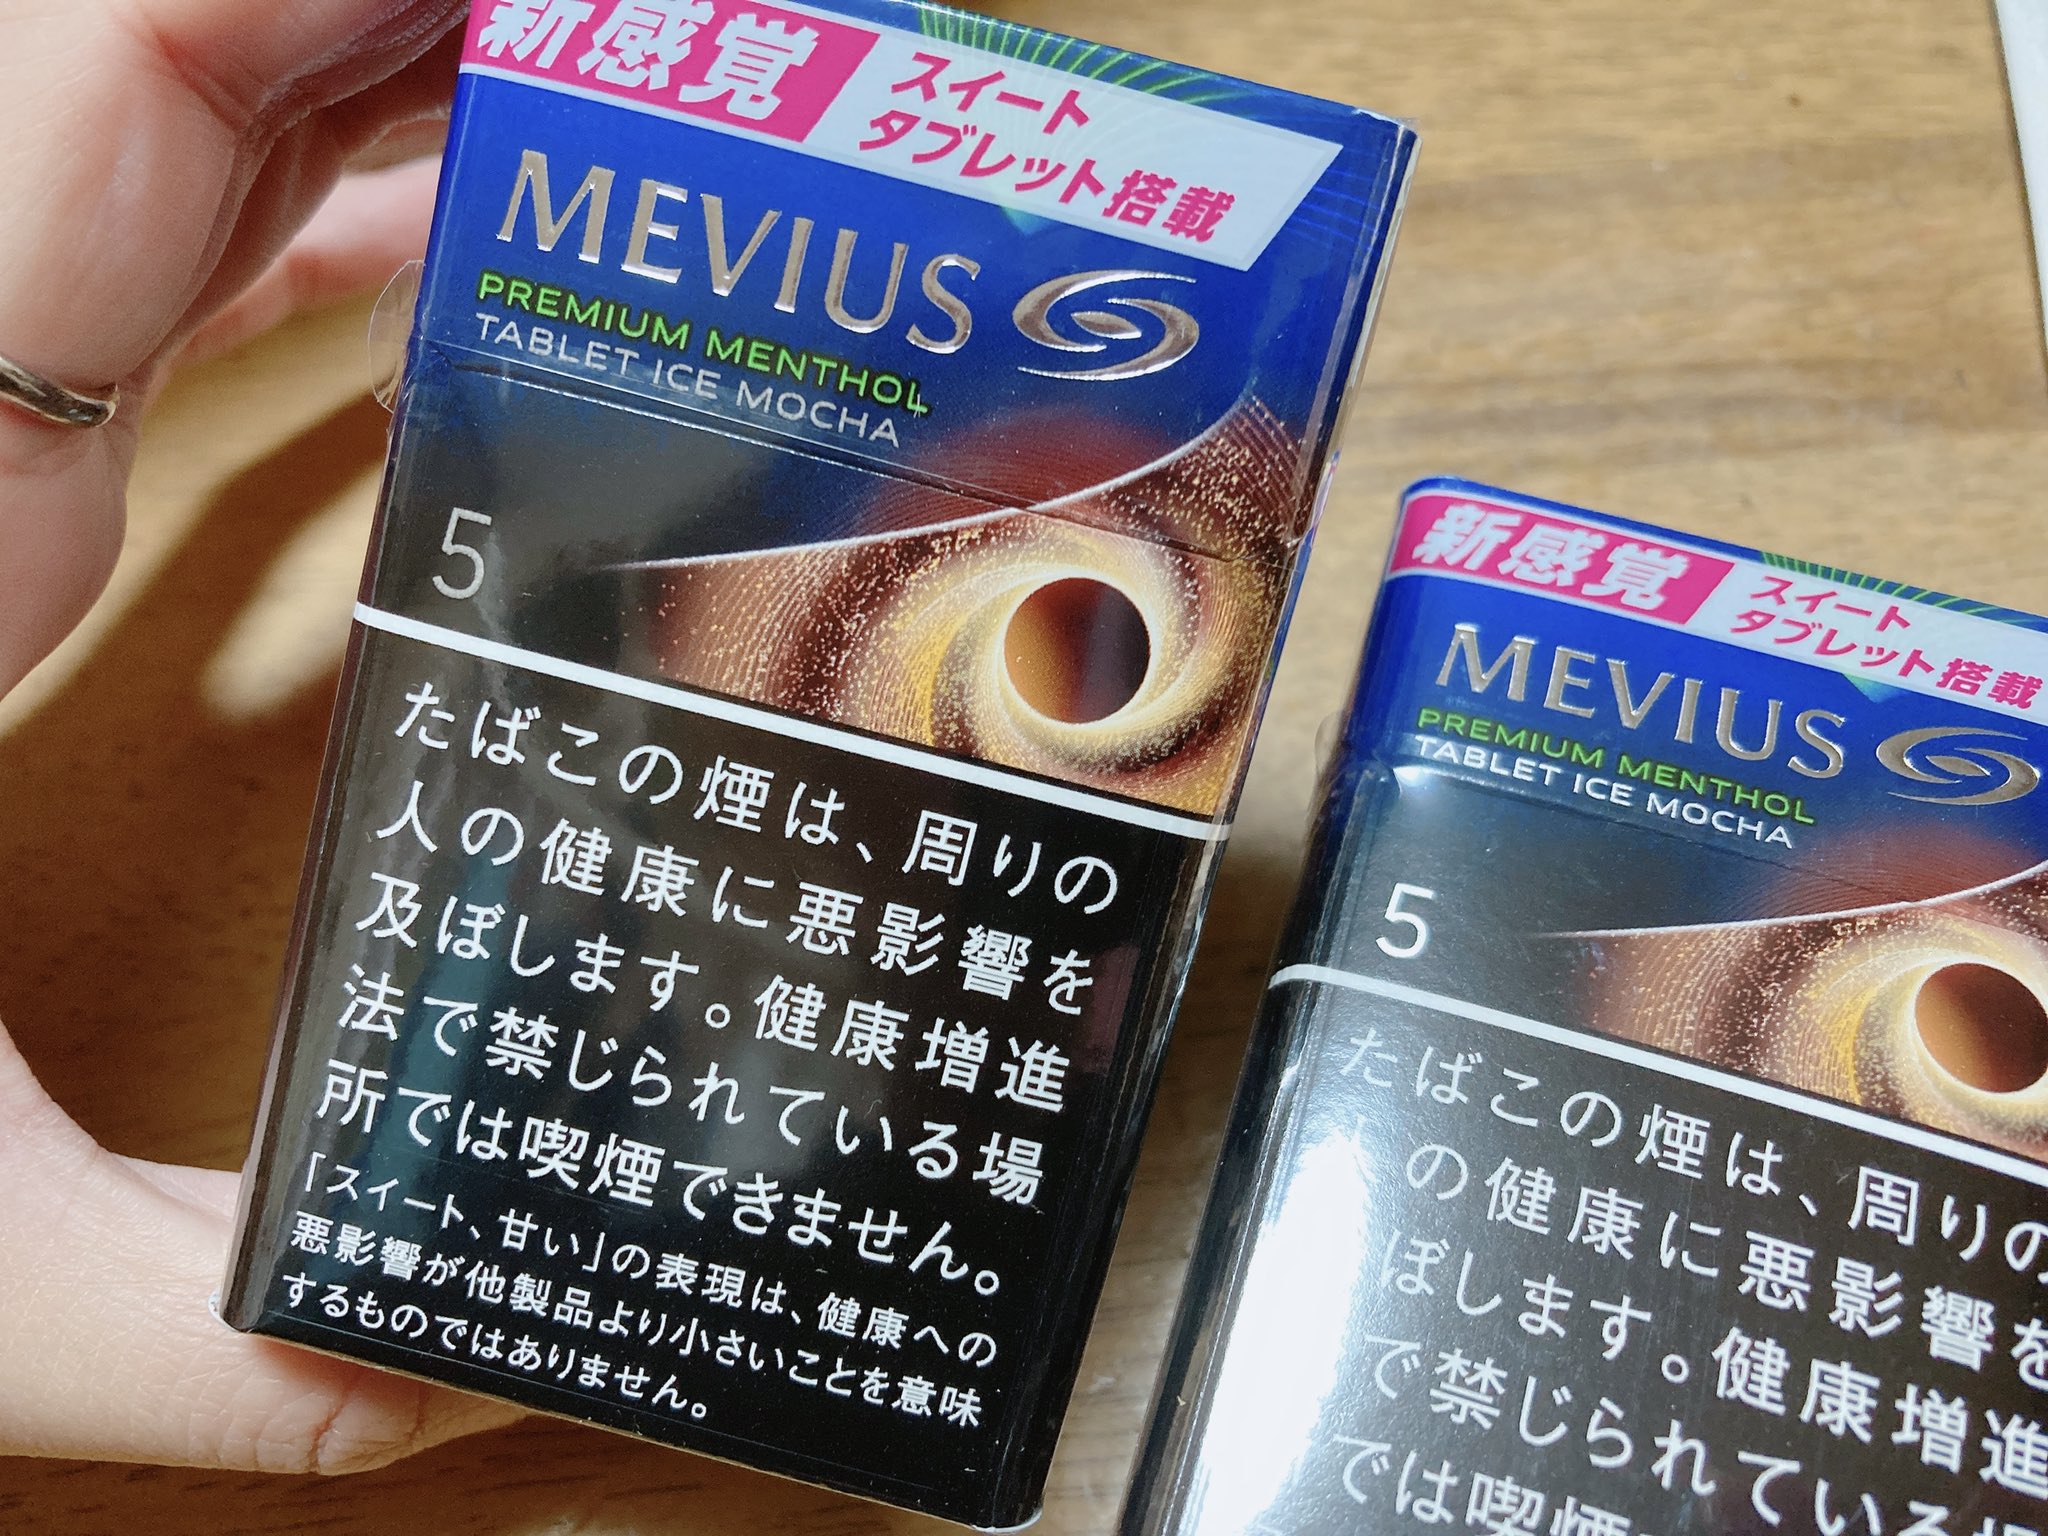 新感覚
スイート
タブレット搭載
MEVIUS
PREMIUM MENTHOL
TABLET ICE MOCHA
5
たばこの煙は、周りの
人の健康に悪影響を
及ぼします。健康増進
法で禁じられている場
所では喫煙できません。
「スイート、甘い」の表現は、健康への
悪影響が他製品より小さいことを意味
するものではありません。
新感覚
スイート
タブレット搭載
MEVIUS
PREMIUM MENTHOL
TABLET ICE MOCHA
5
たばこの煙は、周りの
人の健康に悪影響を
ぼします。健康増進
で禁じられている場
では喫煙